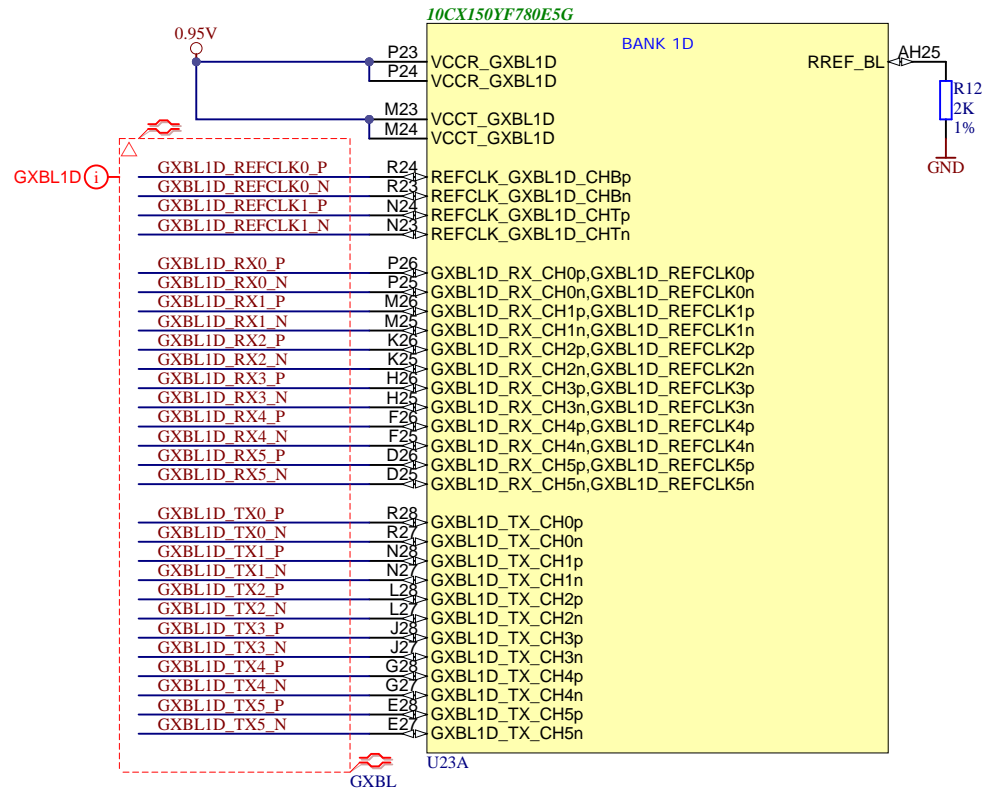 10CX150YF780E5G
0.95V
BANK 1D
P23 VCCR_GXBL1D
RREF_BL AH25
P24 VCCR_GXBL1D
R12
2K
1%
GND
M23 VCCT_GXBL1D
M24 VCCT_GXBL1D
GXBL1D i
GXBL1D_REFCLK0_P R24 REFCLK_GXBL1D_CHBp
GXBL1D_REFCLK0_N R23 REFCLK_GXBL1D_CHBn
GXBL1D_REFCLK1_P N24 REFCLK_GXBL1D_CHTp
GXBL1D_REFCLK1_N N23 REFCLK_GXBL1D_CHTn
GXBL1D_RX0_P P26 GXBL1D_RX_CH0p,GXBL1D_REFCLK0p
GXBL1D_RX0_N P25 GXBL1D_RX_CH0n,GXBL1D_REFCLK0n
GXBL1D_RX1_P M26 GXBL1D_RX_CH1p,GXBL1D_REFCLK1p
GXBL1D_RX1_N M25 GXBL1D_RX_CH1n,GXBL1D_REFCLK1n
GXBL1D_RX2_P K26 GXBL1D_RX_CH2p,GXBL1D_REFCLK2p
GXBL1D_RX2_N K25 GXBL1D_RX_CH2n,GXBL1D_REFCLK2n
GXBL1D_RX3_P H26 GXBL1D_RX_CH3p,GXBL1D_REFCLK3p
GXBL1D_RX3_N H25 GXBL1D_RX_CH3n,GXBL1D_REFCLK3n
GXBL1D_RX4_P F26 GXBL1D_RX_CH4p,GXBL1D_REFCLK4p
GXBL1D_RX4_N F25 GXBL1D_RX_CH4n,GXBL1D_REFCLK4n
GXBL1D_RX5_P D26 GXBL1D_RX_CH5p,GXBL1D_REFCLK5p
GXBL1D_RX5_N D25 GXBL1D_RX_CH5n,GXBL1D_REFCLK5n
GXBL1D_TX0_P R28 GXBL1D_TX_CH0p
GXBL1D_TX0_N R27 GXBL1D_TX_CH0n
GXBL1D_TX1_P N28 GXBL1D_TX_CH1p
GXBL1D_TX1_N N27 GXBL1D_TX_CH1n
GXBL1D_TX2_P L28 GXBL1D_TX_CH2p
GXBL1D_TX2_N L27 GXBL1D_TX_CH2n
GXBL1D_TX3_P J28 GXBL1D_TX_CH3p
GXBL1D_TX3_N J27 GXBL1D_TX_CH3n
GXBL1D_TX4_P G28 GXBL1D_TX_CH4p
GXBL1D_TX4_N G27 GXBL1D_TX_CH4n
GXBL1D_TX5_P E28 GXBL1D_TX_CH5p
GXBL1D_TX5_N E27 GXBL1D_TX_CH5n
U23A
GXBL